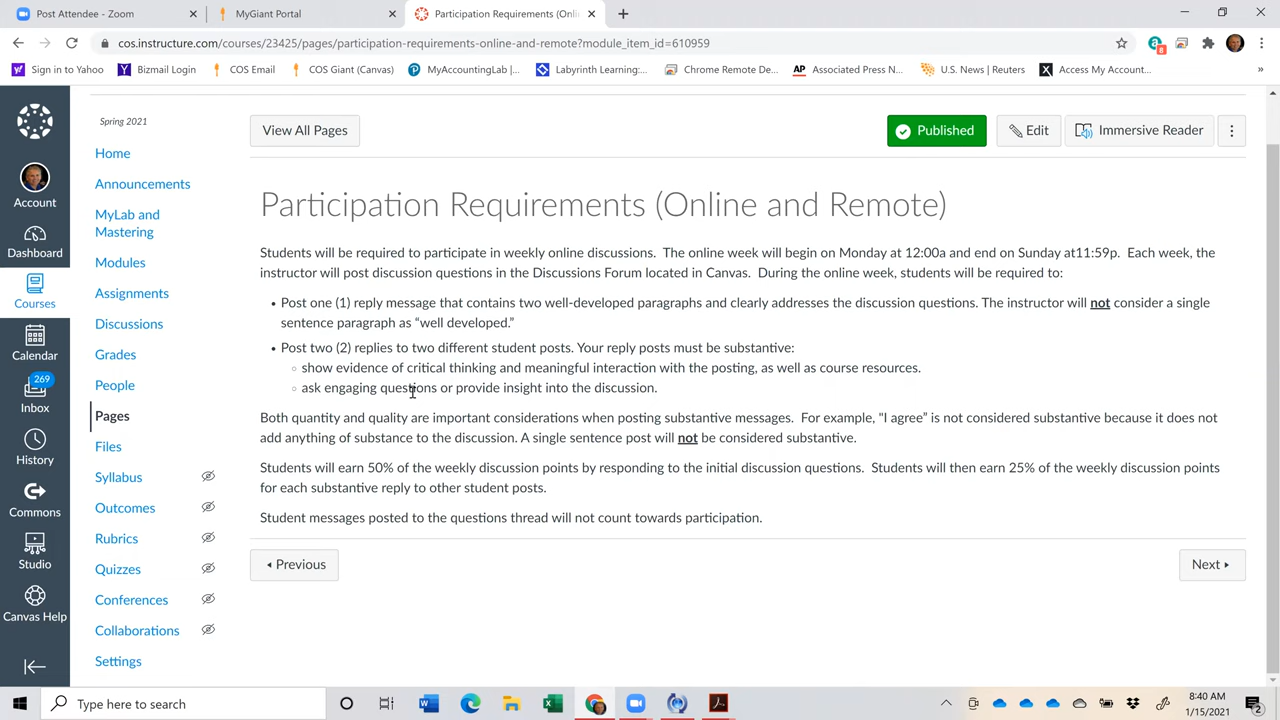 Post Attendee - Zoom
MyGiant Portal
Participation Requirements (Onli
cos.instructure.com/courses/23425/pages/participation-requirements-online-and-remote?module_item_id=610959
8
Sign in to Yahoo
Bizmail Login
COS Email
COS Giant (Canvas)
MyAccountingLab |...
Labyrinth Learning:...
Chrome Remote De...
AP Associated Press N...
U.S. News | Reuters
X Access My Account...
»
Account
Dashboard
Courses
Calendar
269
Inbox
History
Commons
Studio
Canvas Help
Spring 2021
Home
Announcements
MyLab and
Mastering
Modules
Assignments
Discussions
Grades
People
Pages
Files
Syllabus
Outcomes
Rubrics
Quizzes
Conferences
Collaborations
Settings
View All Pages
Published
Edit
Immersive Reader
Participation Requirements (Online and Remote)
Students will be required to participate in weekly online discussions. The online week will begin on Monday at 12:00a and end on Sunday at11:59p. Each week, the
instructor will post discussion questions in the Discussions Forum located in Canvas. During the online week, students will be required to:
• Post one (1) reply message that contains two well-developed paragraphs and clearly addresses the discussion questions. The instructor will not consider a single
sentence paragraph as “well developed.”
• Post two (2) replies to two different student posts. Your reply posts must be substantive:
◦ show evidence of critical thinking and meaningful interaction with the posting, as well as course resources.
◦ ask engaging questions or provide insight into the discussion.
Both quantity and quality are important considerations when posting substantive messages. For example, “I agree” is not considered substantive because it does not
add anything of substance to the discussion. A single sentence post will not be considered substantive.
Students will earn 50% of the weekly discussion points by responding to the initial discussion questions. Students will then earn 25% of the weekly discussion points
for each substantive reply to other student posts.
Student messages posted to the questions thread will not count towards participation.
Previous
Next
Type here to search
8:40 AM
1/15/2021
2